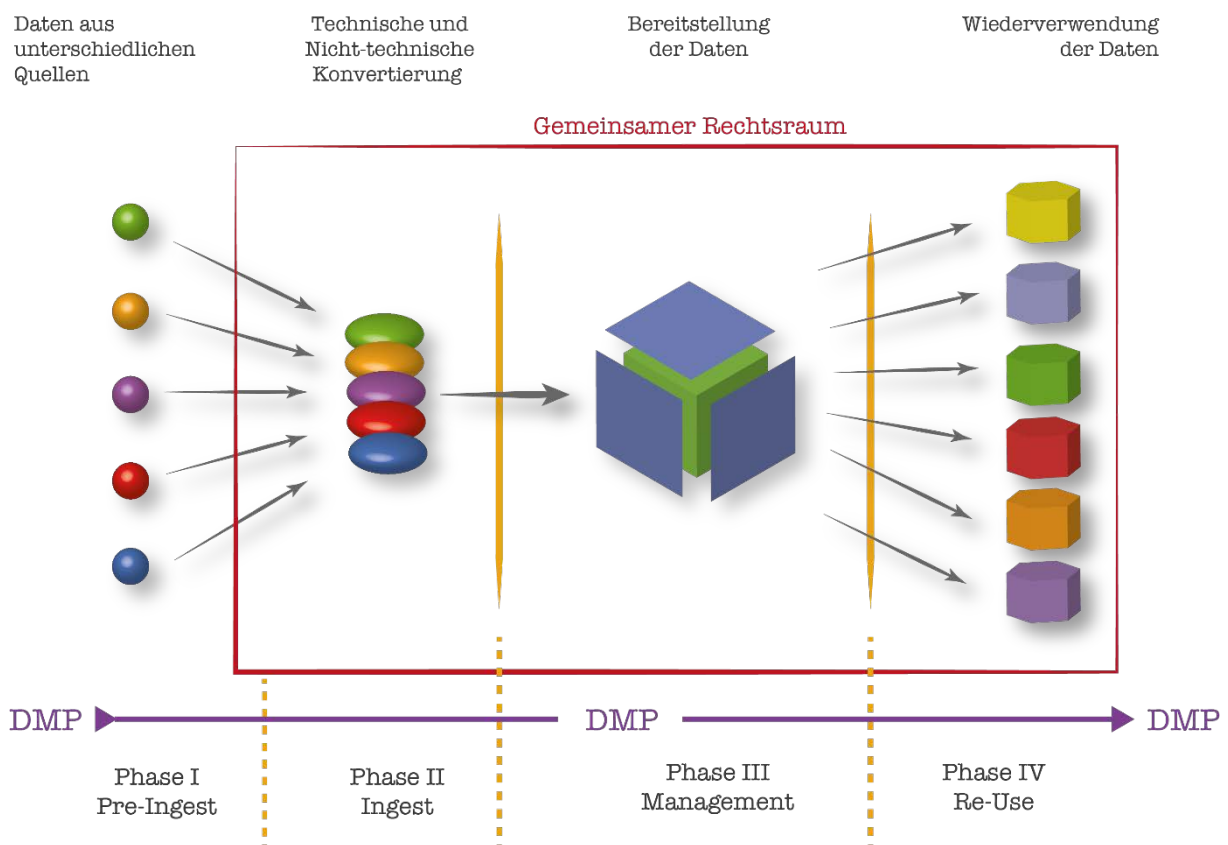 Daten aus
unterschiedlichen
Quellen
Technische und
Nicht-technische
Konvertierung
Bereitstellung
der Daten
Wiederverwendung
der Daten
Gemeinsamer Rechtsraum
DMP
DMP
DMP
Phase I
Pre-Ingest
Phase II
Ingest
Phase III
Management
Phase IV
Re-Use